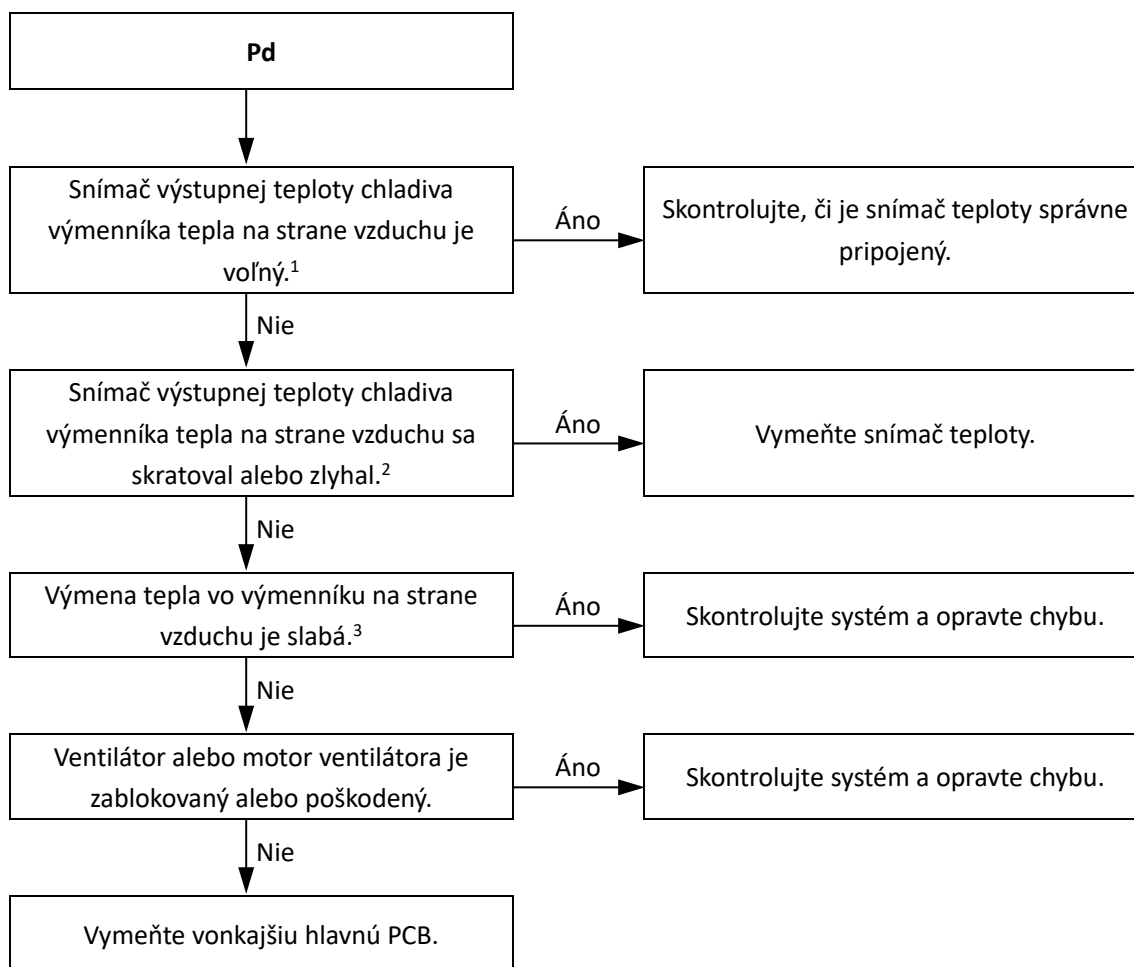 Pd
Snímač výstupnej teploty chladiva
výmenníka tepla na strane vzduchu je
voľný.¹
Áno
Skontrolujte, či je snímač teploty správne
pripojený.
Nie
Snímač výstupnej teploty chladiva
výmenníka tepla na strane vzduchu sa
skratoval alebo zlyhal.²
Áno
Vymeňte snímač teploty.
Nie
Výmena tepla vo výmenníku na strane
vzduchu je slabá.³
Áno
Skontrolujte systém a opravte chybu.
Nie
Ventilátor alebo motor ventilátora je
zablokovaný alebo poškodený.
Áno
Skontrolujte systém a opravte chybu.
Nie
Vymeňte vonkajšiu hlavnú PCB.